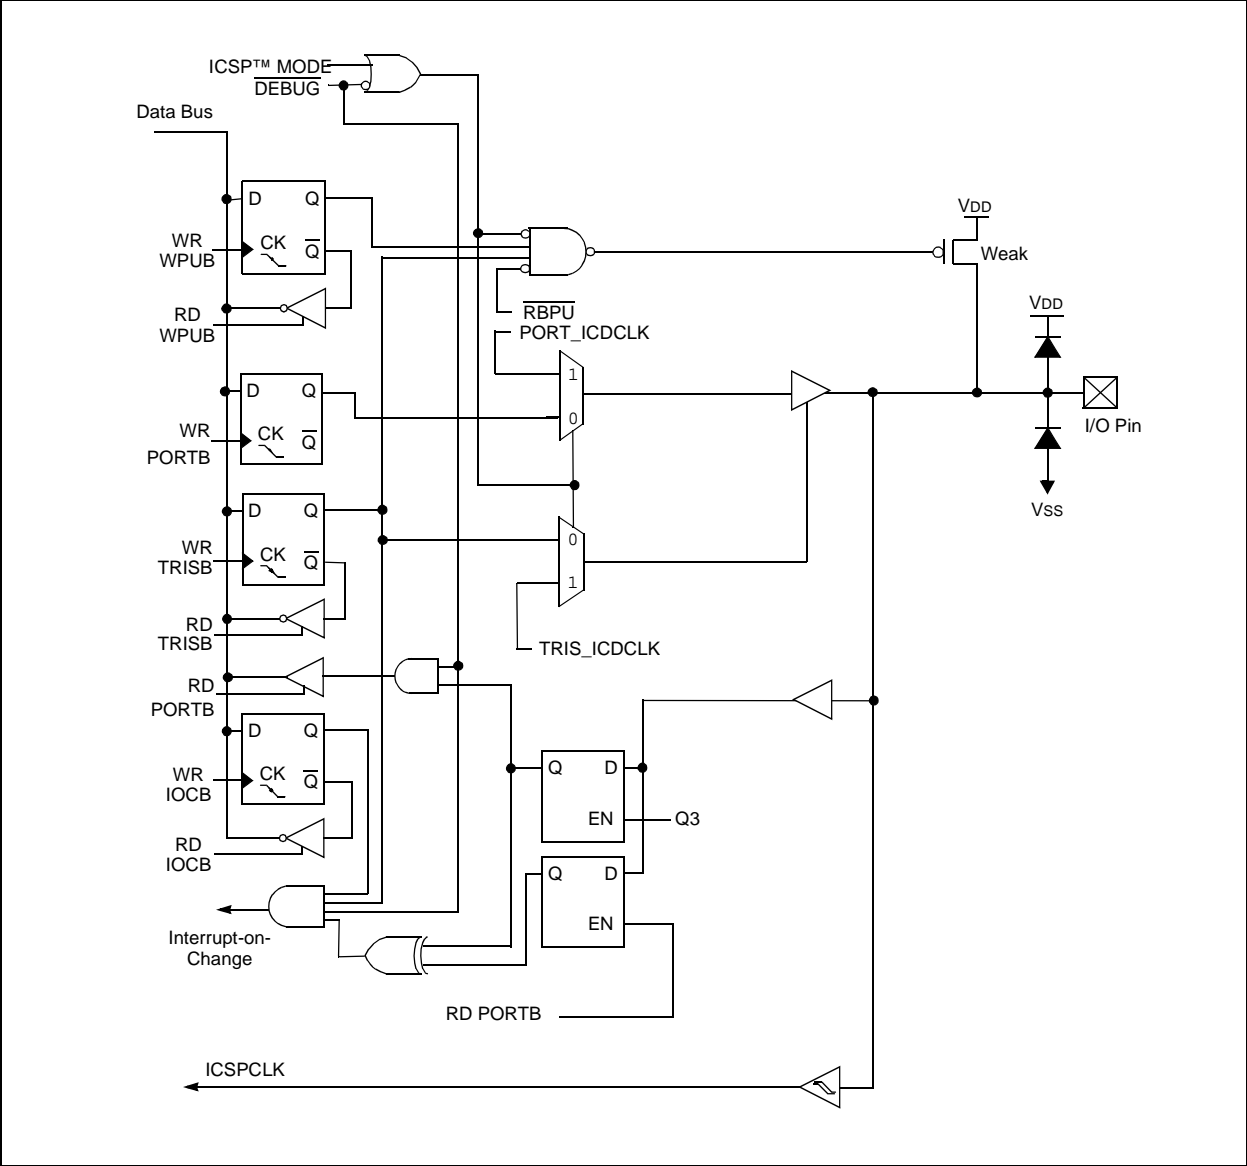 ICSP™ MODE
DEBUG
Data Bus
D Q
WR
WPUB
CK Q
RD
WPUB
VDD
Weak
RBPU
PORT_ICDCLK
VDD
1
0
D Q
WR
PORTB
CK Q
I/O Pin
VSS
D Q
WR
TRISB
CK Q
0
1
RD
TRISB
TRIS_ICDCLK
RD
PORTB
D Q
WR
IOCB
CK Q
Q D
EN
Q3
RD
IOCB
Q D
EN
Interrupt-on-
Change
RD PORTB
ICSPCLK